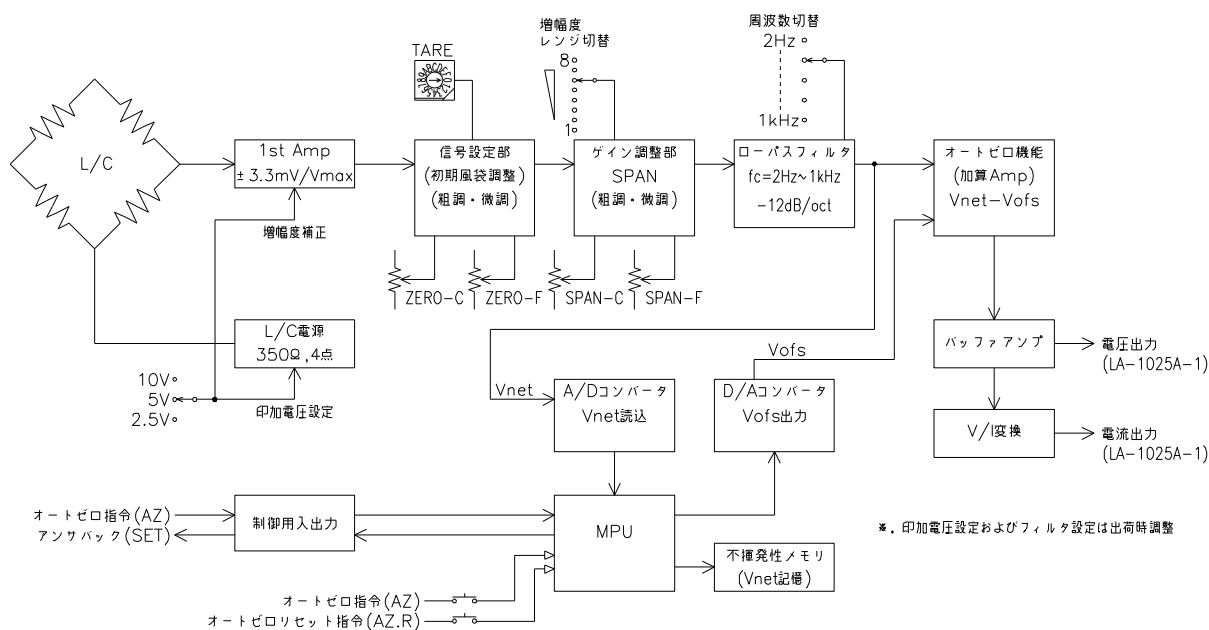 増幅度
レンジ切替
8
1
周波数切替
2Hz
1kHz
TARE
L/C
1st Amp
±3.3mV/Vmax
増幅度補正
信号設定部
(初期風袋調整)
(粗調・微調)
ゲイン調整部
SPAN
(粗調・微調)
ローパスフィルタ
fc=2Hz~1kHz
-12dB/oct
オートゼロ機能
(加算Amp)
Vnet-Vofs
ZERO-C
ZERO-F
SPAN-C
SPAN-F
L/C電源
350Ω,4点
10V
5V
2.5V
印加電圧設定
Vnet
A/Dコンバータ
Vnet読込
Vofs
D/Aコンバータ
Vofs出力
バッファアンプ
電圧出力
(LA-1025A-1)
V/I変換
電流出力
(LA-1025A-1)
オートゼロ指令(AZ)
アンサバック(SET)
制御用入出力
MPU
不揮発性メモリ
(Vnet記憶)
オートゼロ指令(AZ)
オートゼロリセット指令(AZ.R)
※. 印加電圧設定およびフィルタ設定は出荷時調整